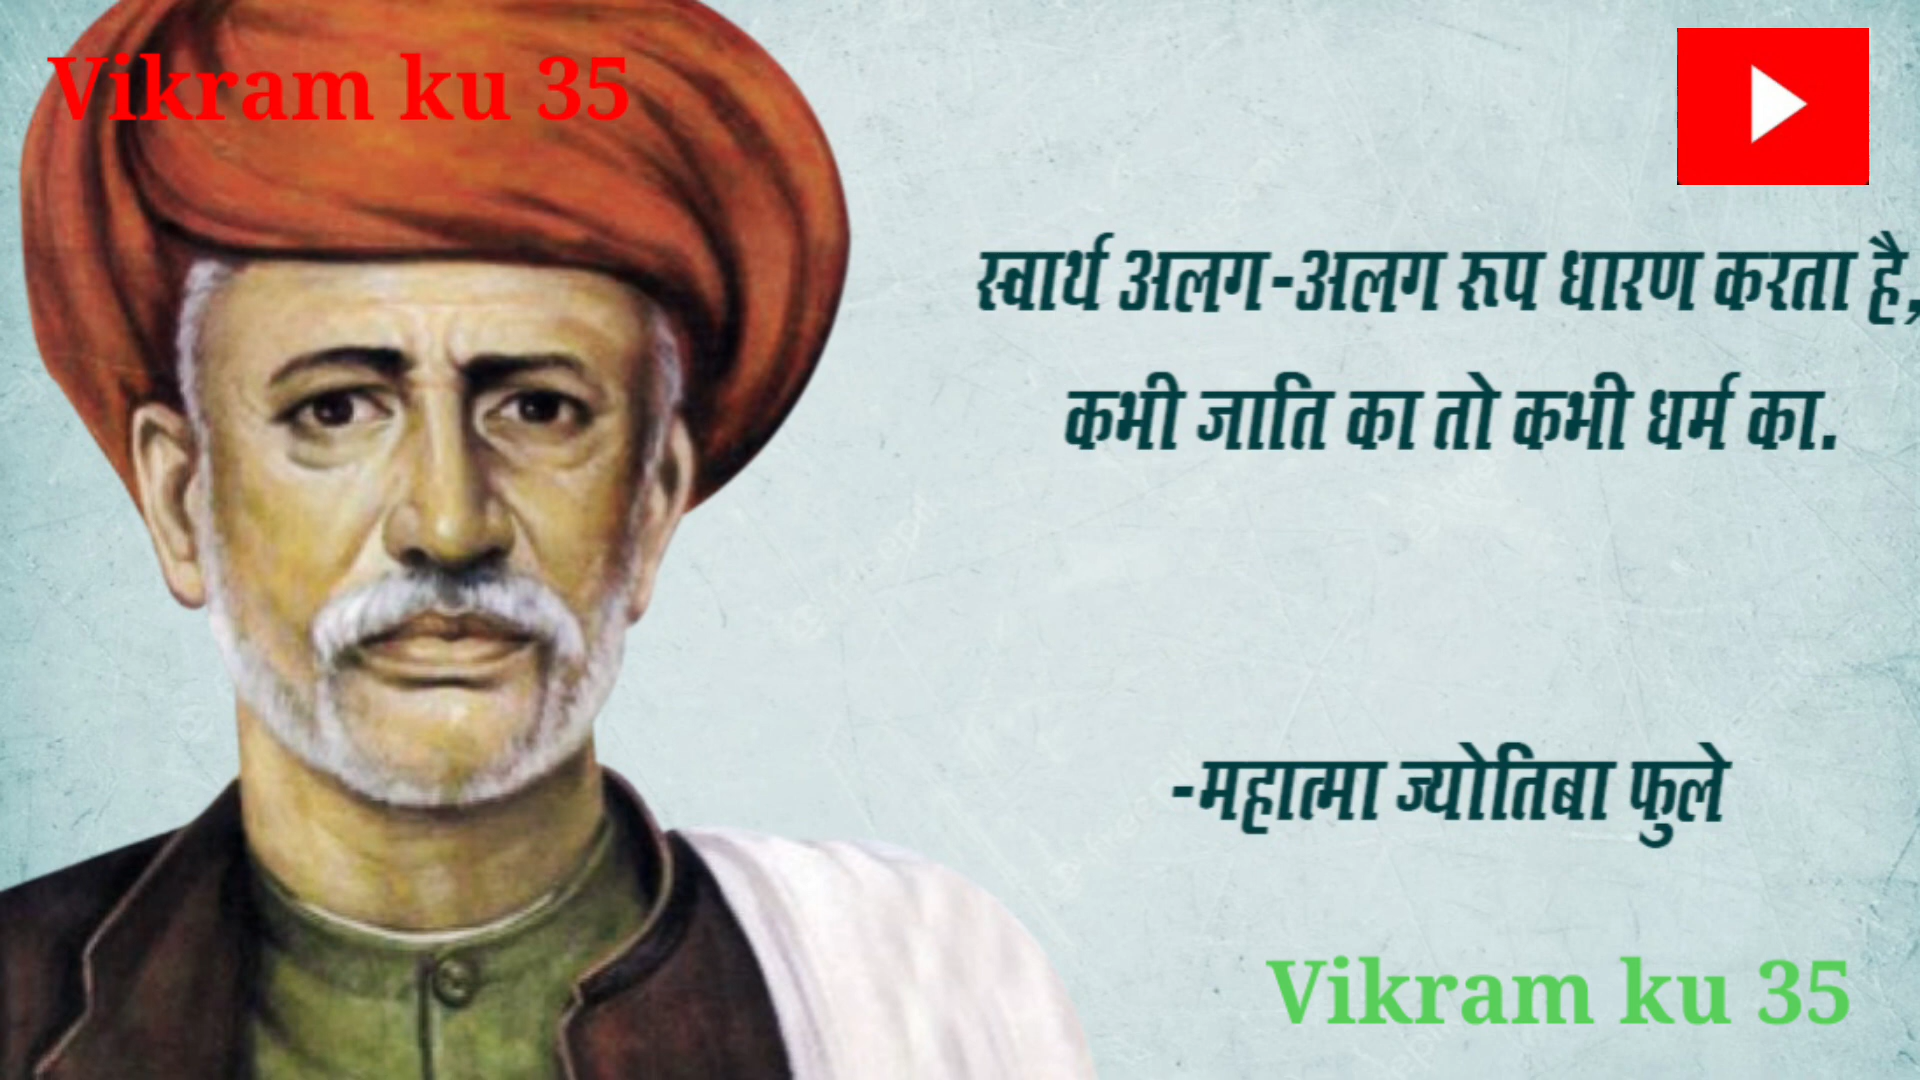 Vikram ku 35
स्वार्थ अलग-अलग रूप धारण करता है,
कभी जाति का तो कभी धर्म का.
-महात्मा ज्योतिबा फुले
Vikram ku 35